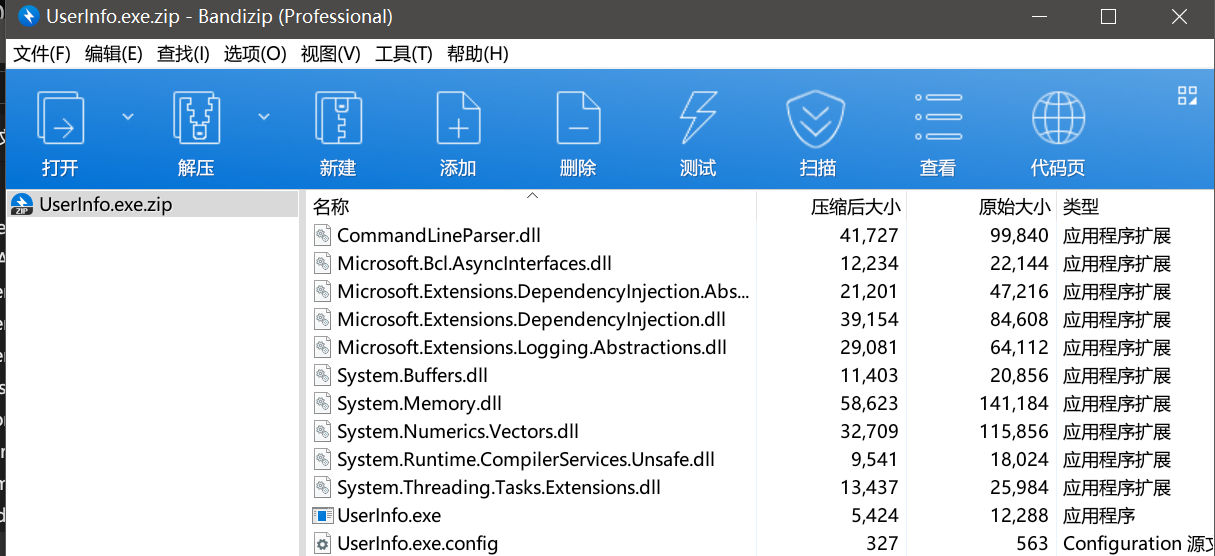 UserInfo.exe.zip - Bandizip (Professional)
文件(F) 编辑(E) 查找(I) 选项(O) 视图(V) 工具(T) 帮助(H)
打开 解压 新建 添加 删除 测试 扫描 查看 代码页
UserInfo.exe.zip
名称 压缩后大小 原始大小 类型
CommandLineParser.dll 41,727 99,840 应用程序扩展
Microsoft.Bcl.AsyncInterfaces.dll 12,234 22,144 应用程序扩展
Microsoft.Extensions.DependencyInjection.Abs... 21,201 47,216 应用程序扩展
Microsoft.Extensions.DependencyInjection.dll 39,154 84,608 应用程序扩展
Microsoft.Extensions.Logging.Abstractions.dll 29,081 64,112 应用程序扩展
System.Buffers.dll 11,403 20,856 应用程序扩展
System.Memory.dll 58,623 141,184 应用程序扩展
System.Numerics.Vectors.dll 32,709 115,856 应用程序扩展
System.Runtime.CompilerServices.Unsafe.dll 9,541 18,024 应用程序扩展
System.Threading.Tasks.Extensions.dll 13,437 25,984 应用程序扩展
UserInfo.exe 5,424 12,288 应用程序
UserInfo.exe.config 327 563 Configuration 源